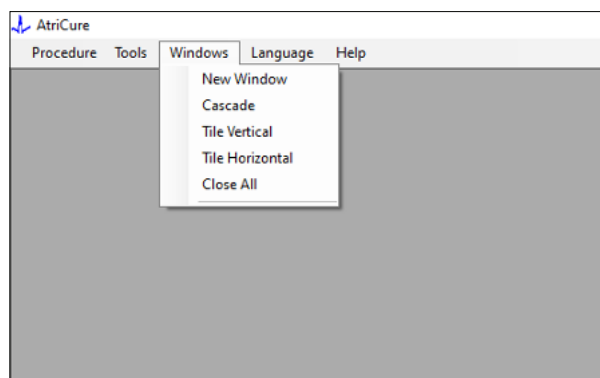 AtriCure
Procedure Tools Windows Language Help
New Window
Cascade
Tile Vertical
Tile Horizontal
Close All